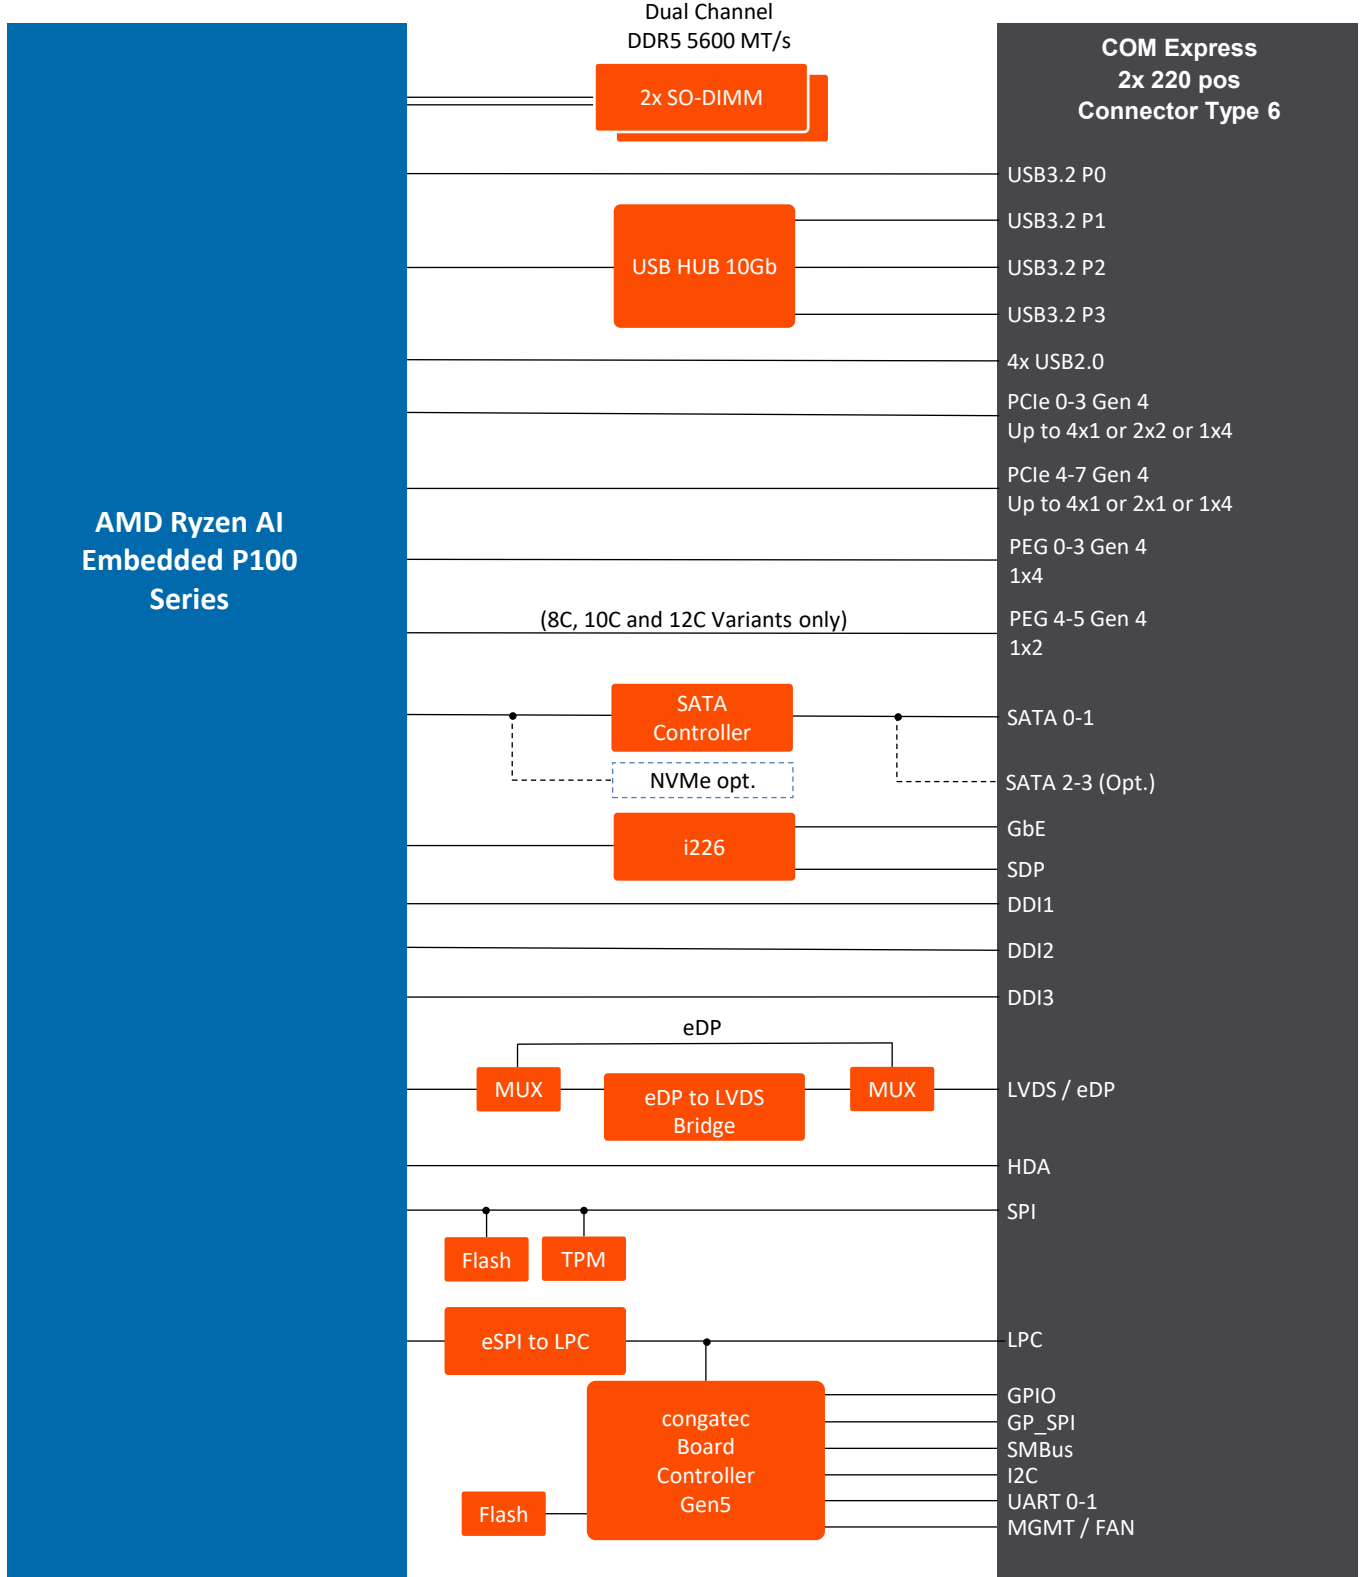 Dual Channel
DDR5 5600 MT/s
2x SO-DIMM
COM Express
2x 220 pos
Connector Type 6
USB3.2 P0
USB3.2 P1
USB HUB 10Gb
USB3.2 P2
USB3.2 P3
4x USB2.0
PCIe 0-3 Gen 4
Up to 4x1 or 2x2 or 1x4
PCIe 4-7 Gen 4
Up to 4x1 or 2x1 or 1x4
AMD Ryzen AI
Embedded P100
Series
PEG 0-3 Gen 4
1x4
(8C, 10C and 12C Variants only)
PEG 4-5 Gen 4
1x2
SATA
Controller
SATA 0-1
NVMe opt.
SATA 2-3 (Opt.)
i226
GbE
SDP
DDI1
DDI2
DDI3
eDP
MUX
eDP to LVDS
Bridge
MUX
LVDS / eDP
HDA
SPI
Flash
TPM
eSPI to LPC
LPC
congatec
Board
Controller
Gen5
Flash
GPIO
GP_SPI
SMBus
I2C
UART 0-1
MGMT / FAN